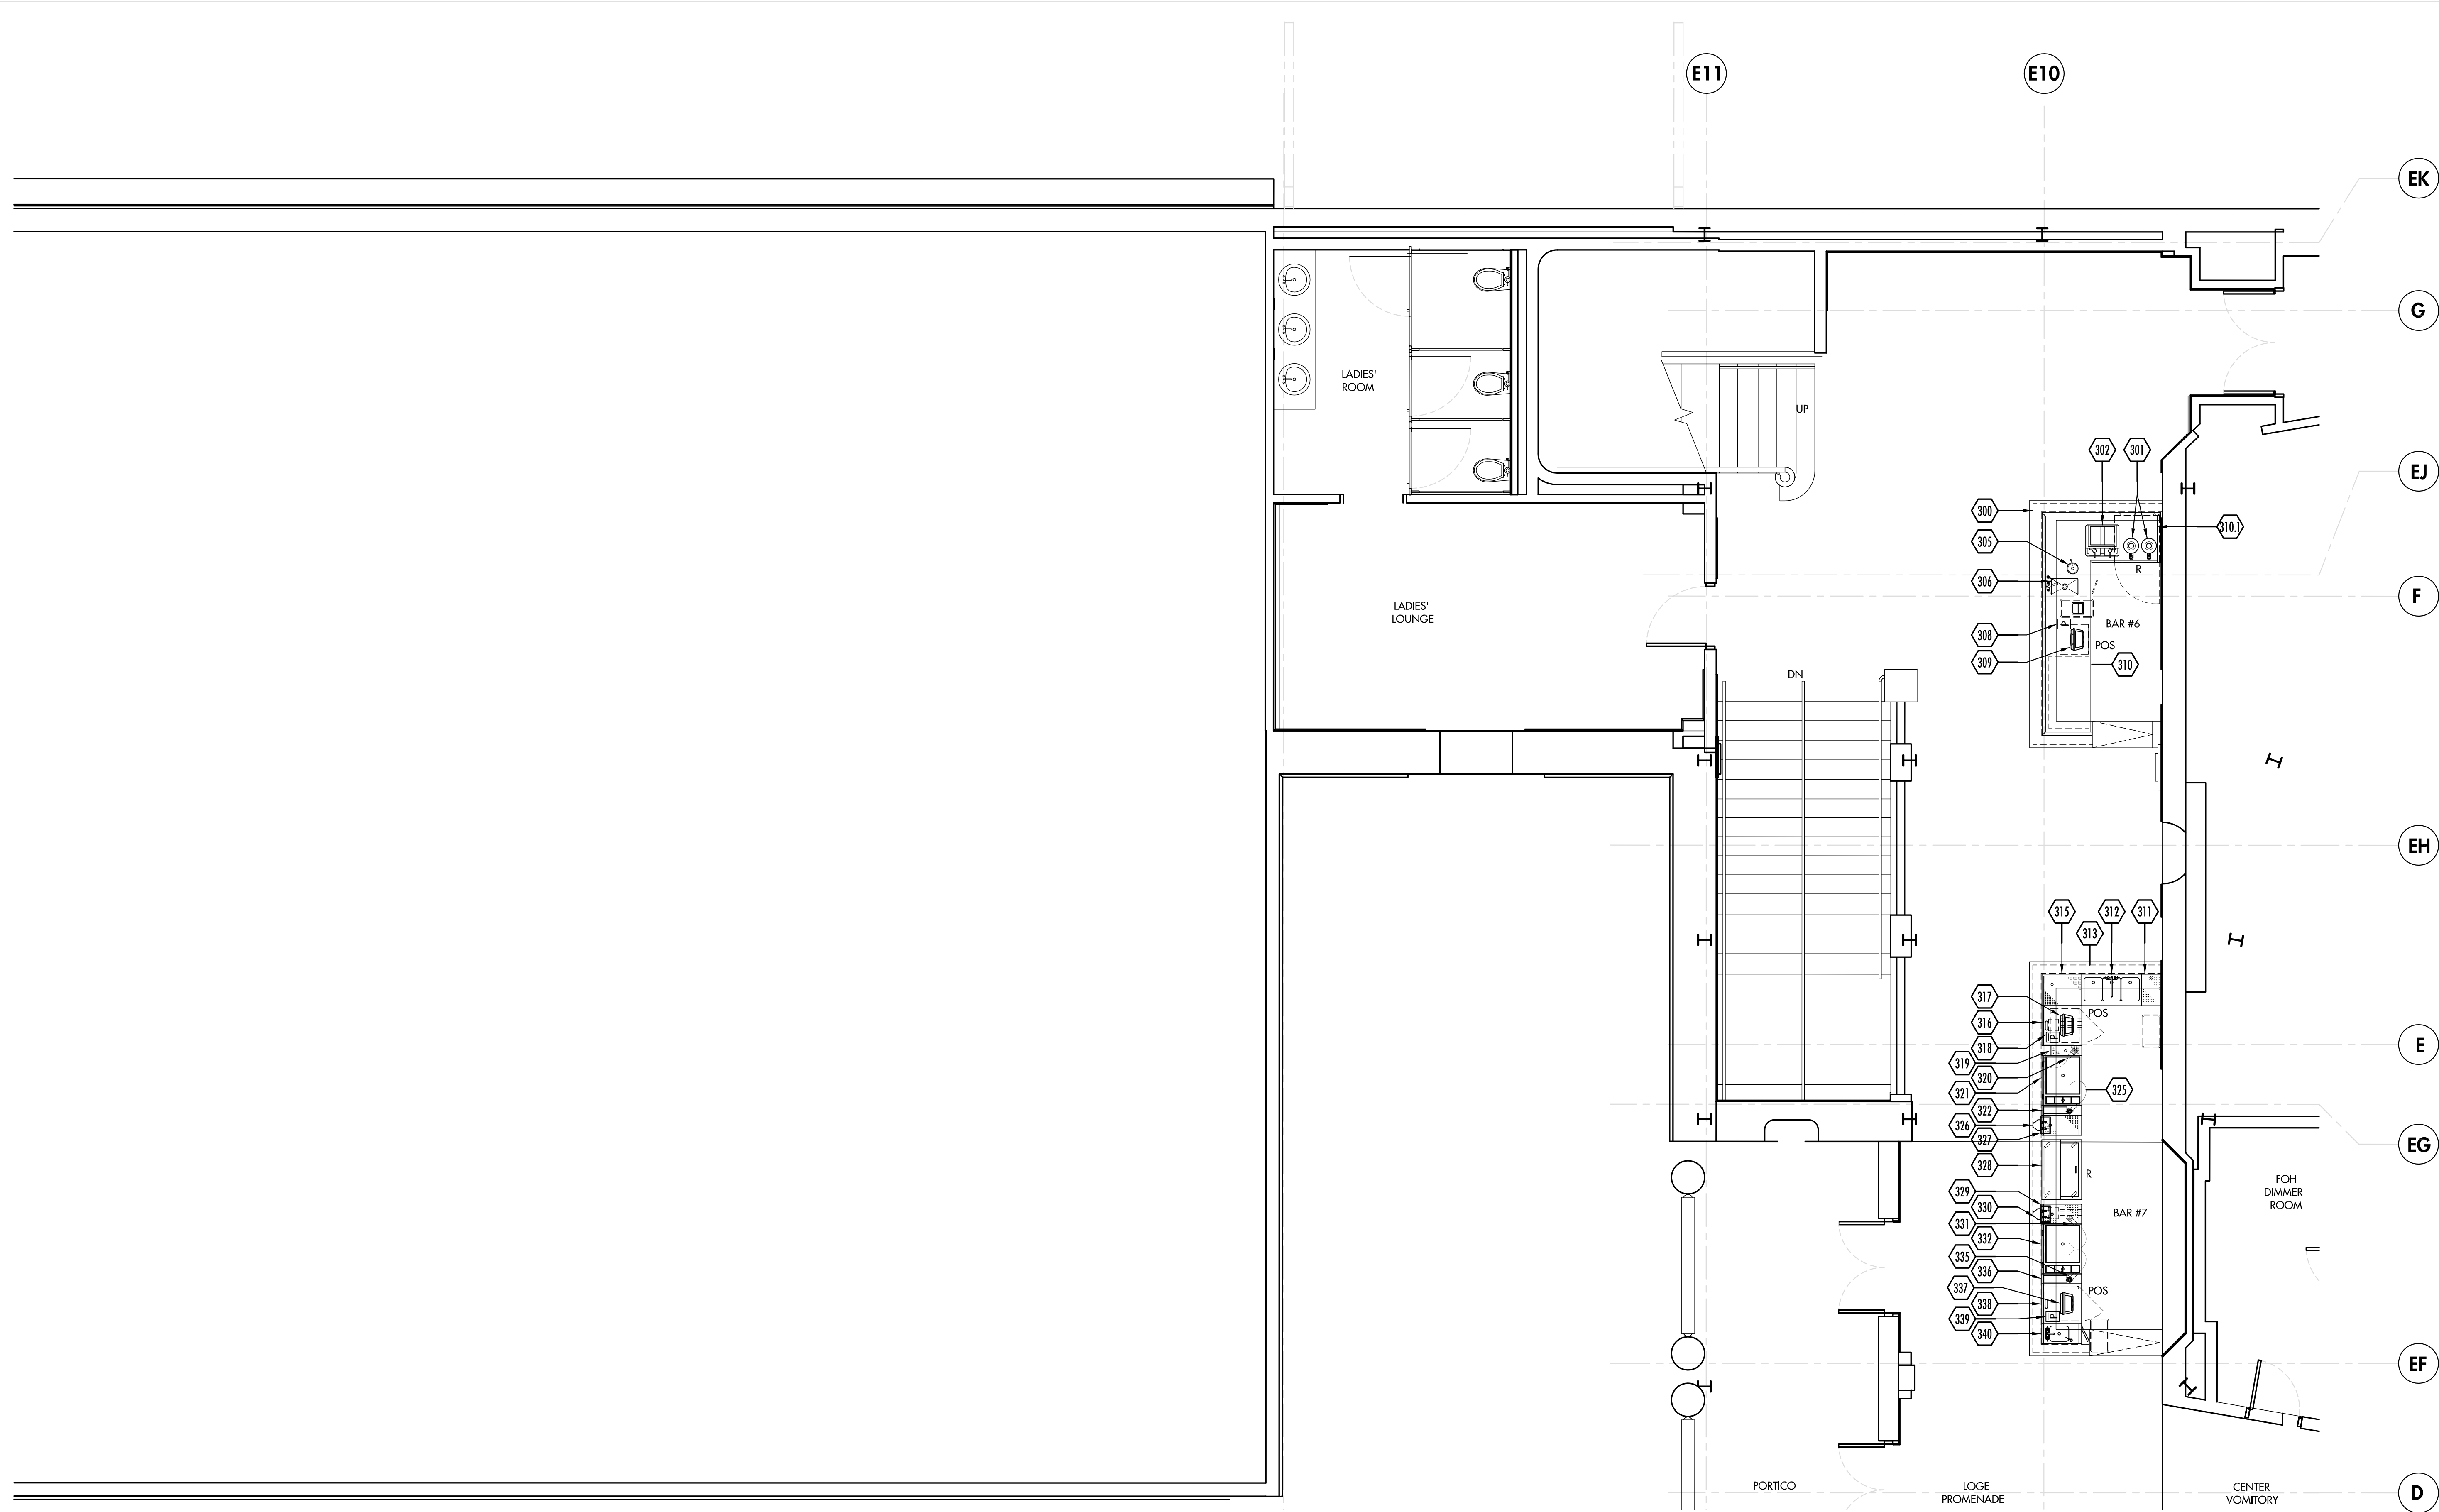 E11
E10
EK
G
LADIES'
ROOM
UP
302
301
EJ
300
310.1
305
R
306
F
LADIES'
LOUNGE
BAR #6
308
P
POS
309
310
DN
EH
315
312
311
313
317
POS
316
318
P
E
319
320
321
325
322
326
327
EG
328
R
FOH
DIMMER
ROOM
329
330
BAR #7
331
332
335
336
337
POS
338
339
P
340
EF
PORTICO
LOGE
PROMENADE
CENTER
VOMITORY
D